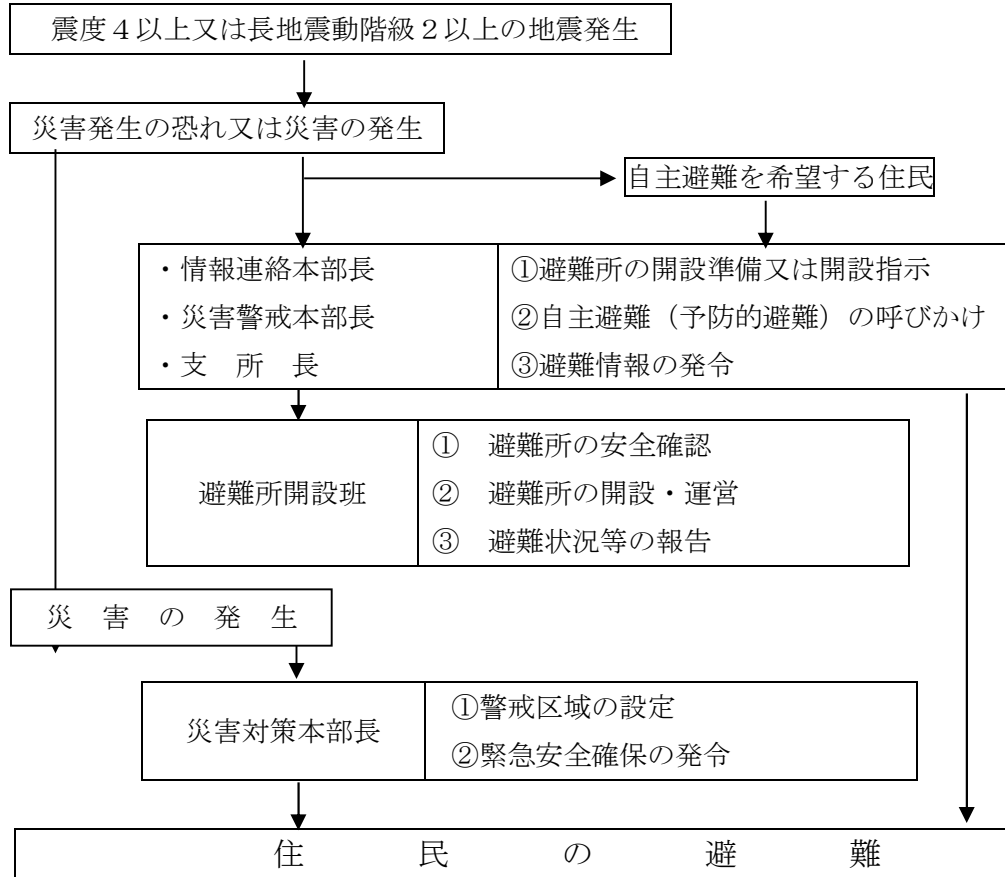 震度４以上又は長地震動階級２以上の地震発生
災害発生の恐れ又は災害の発生
自主避難を希望する住民
・情報連絡本部長
・災害警戒本部長
・支　所　長
①避難所の開設準備又は開設指示
②自主避難（予防的避難）の呼びかけ
③避難情報の発令
避難所開設班
①　避難所の安全確認
②　避難所の開設・運営
③　避難状況等の報告
災　害　の　発　生
災害対策本部長
①警戒区域の設定
②緊急安全確保の発令
住　民　の　避　難